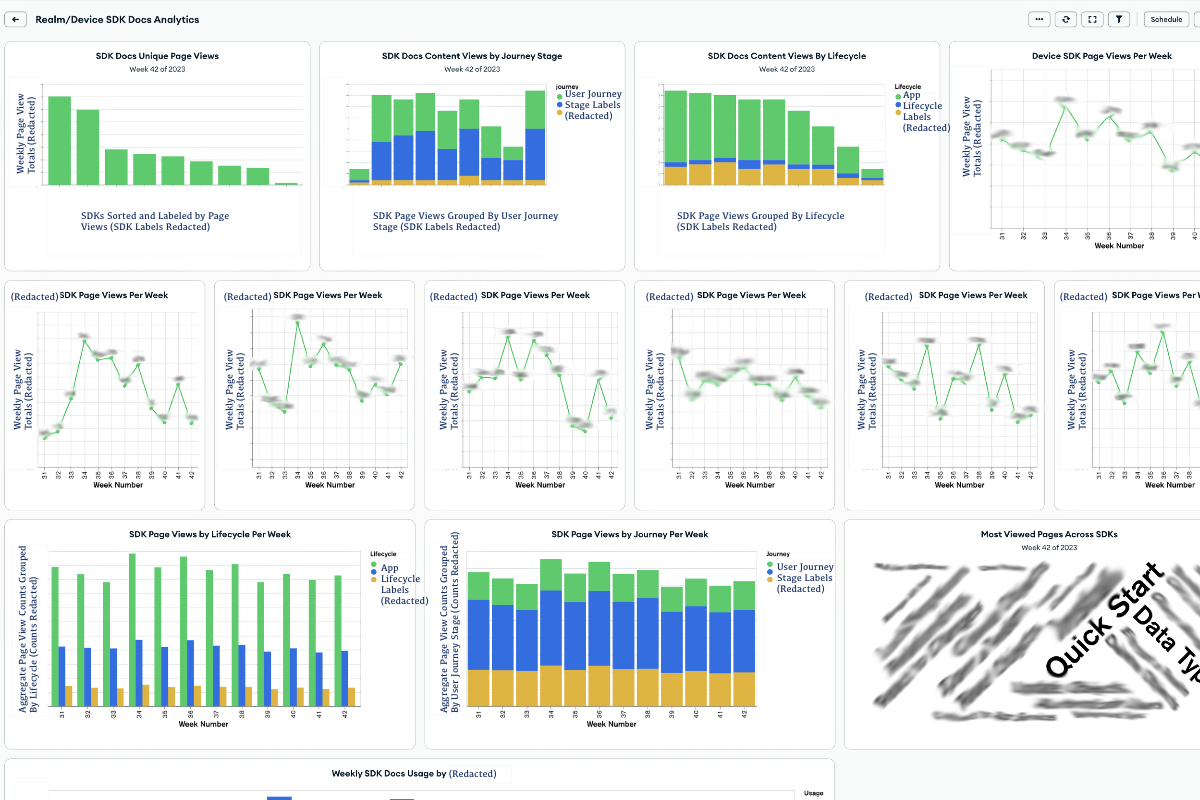 Realm/Device SDK Docs Analytics
Schedule
SDK Docs Unique Page Views
Week 42 of 2023
Weekly Page View
Totals (Redacted)
SDKs Sorted and Labeled by Page
Views (SDK Labels Redacted)
SDK Docs Content Views by Journey Stage
Week 42 of 2023
journey
User Journey
Stage Labels
(Redacted)
SDK Page Views Grouped By User Journey
Stage (SDK Labels Redacted)
SDK Docs Content Views By Lifecycle
Week 42 of 2023
Lifecycle
App
Lifecycle
Labels
(Redacted)
SDK Page Views Grouped By Lifecycle
(SDK Labels Redacted)
Device SDK Page Views Per Week
Weekly Page View
Totals (Redacted)
31 32 33 34 35 36 37 38 39 40
Week Number
(Redacted) SDK Page Views Per Week
Weekly Page View
Totals (Redacted)
31 32 33 34 35 36 37 38 39 40 41 42
Week Number
(Redacted) SDK Page Views Per Week
Weekly Page View
Totals (Redacted)
31 32 33 34 35 36 37 38 39 40 41 42
Week Number
(Redacted) SDK Page Views Per Week
Weekly Page View
Totals (Redacted)
31 32 33 34 35 36 37 38 39 40 41 42
Week Number
(Redacted) SDK Page Views Per Week
Weekly Page View
Totals (Redacted)
31 32 33 34 35 36 37 38 39 40 41 42
Week Number
(Redacted) SDK Page Views Per Week
Weekly Page View
Totals (Redacted)
31 32 33 34 35 36 37 38 39 40 41 42
Week Number
(Redacted) SDK Page Views Per W
Weekly Page View
Totals (Redacted)
31 32 33 34 35 36 37 38
Week Number
SDK Page Views by Lifecycle Per Week
Aggregate Page View Counts Grouped
By Lifecycle (Counts Redacted)
Lifecycle
App
Lifecycle
Labels
(Redacted)
31 32 33 34 35 36 37 38 39 40 41 42
Week Number
SDK Page Views by Journey Per Week
Aggregate Page View Counts Grouped
By User Journey Stage (Counts Redacted)
Journey
User Journey
Stage Labels
(Redacted)
31 32 33 34 35 36 37 38 39 40 41 42
Week Number
Most Viewed Pages Across SDKs
Week 42 of 2023
Quick Start
Data Typ
Weekly SDK Docs Usage by (Redacted)
Usage